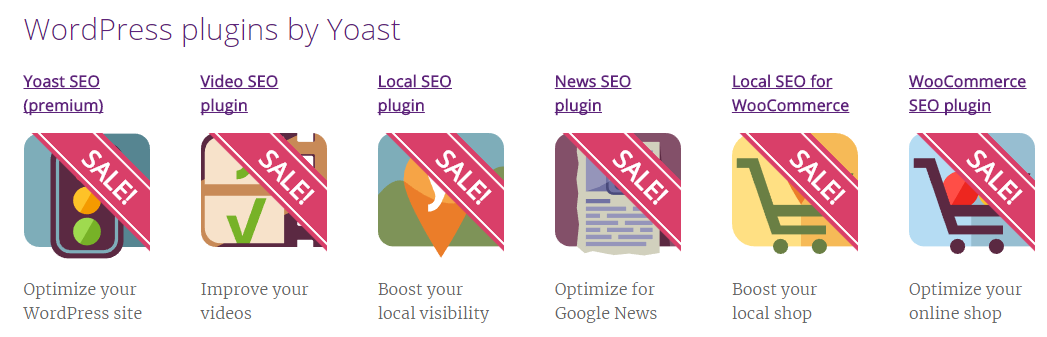 WordPress plugins by Yoast
Yoast SEO
(premium)
Video SEO
plugin
Local SEO
plugin
News SEO
plugin
Local SEO for
WooCommerce
WooCommerce
SEO plugin
SALE!
SALE!
SALE!
SALE!
SALE!
SALE!
Optimize your
WordPress site
Improve your
videos
Boost your
local visibility
Optimize for
Google News
Boost your
local shop
Optimize your
online shop